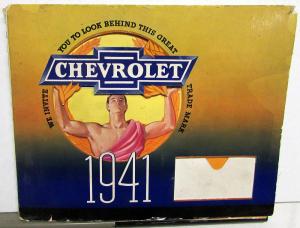 WE INVITE YOU TO LOOK BEHIND THIS GREAT TRADE MARK
CHEVROLET
1941